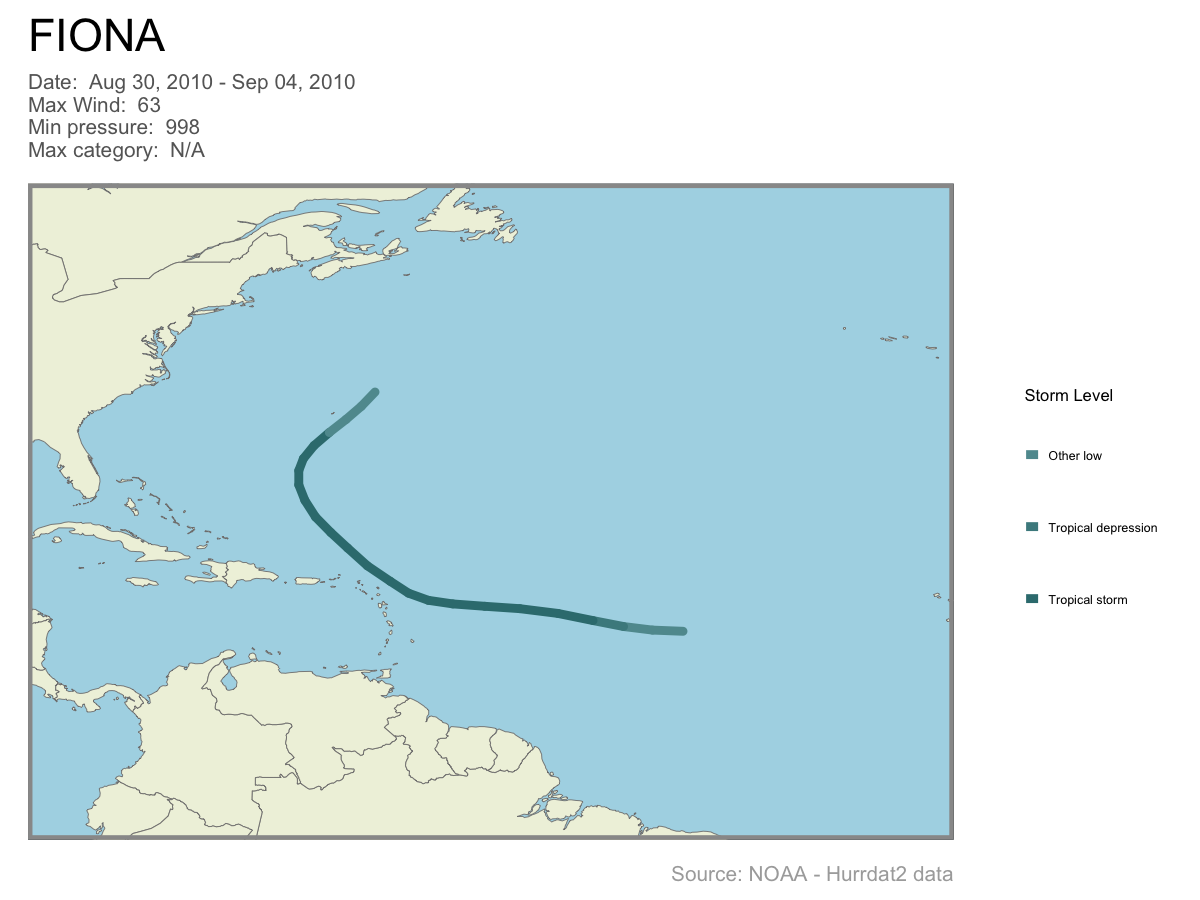 FIONA
Date:  Aug 30, 2010 - Sep 04, 2010
Max Wind:  63
Min pressure:  998
Max category:  N/A
Storm Level
Other low
Tropical depression
Tropical storm
Source: NOAA - Hurrdat2 data